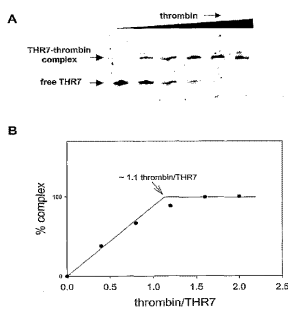 A
thrombin
THR7-thrombin
complex
free THR7
B
~ 1.1 thrombin/THR7
% complex
100
0
0.0 0.5 1.0 1.5 2.0 2.5
thrombin/THR7